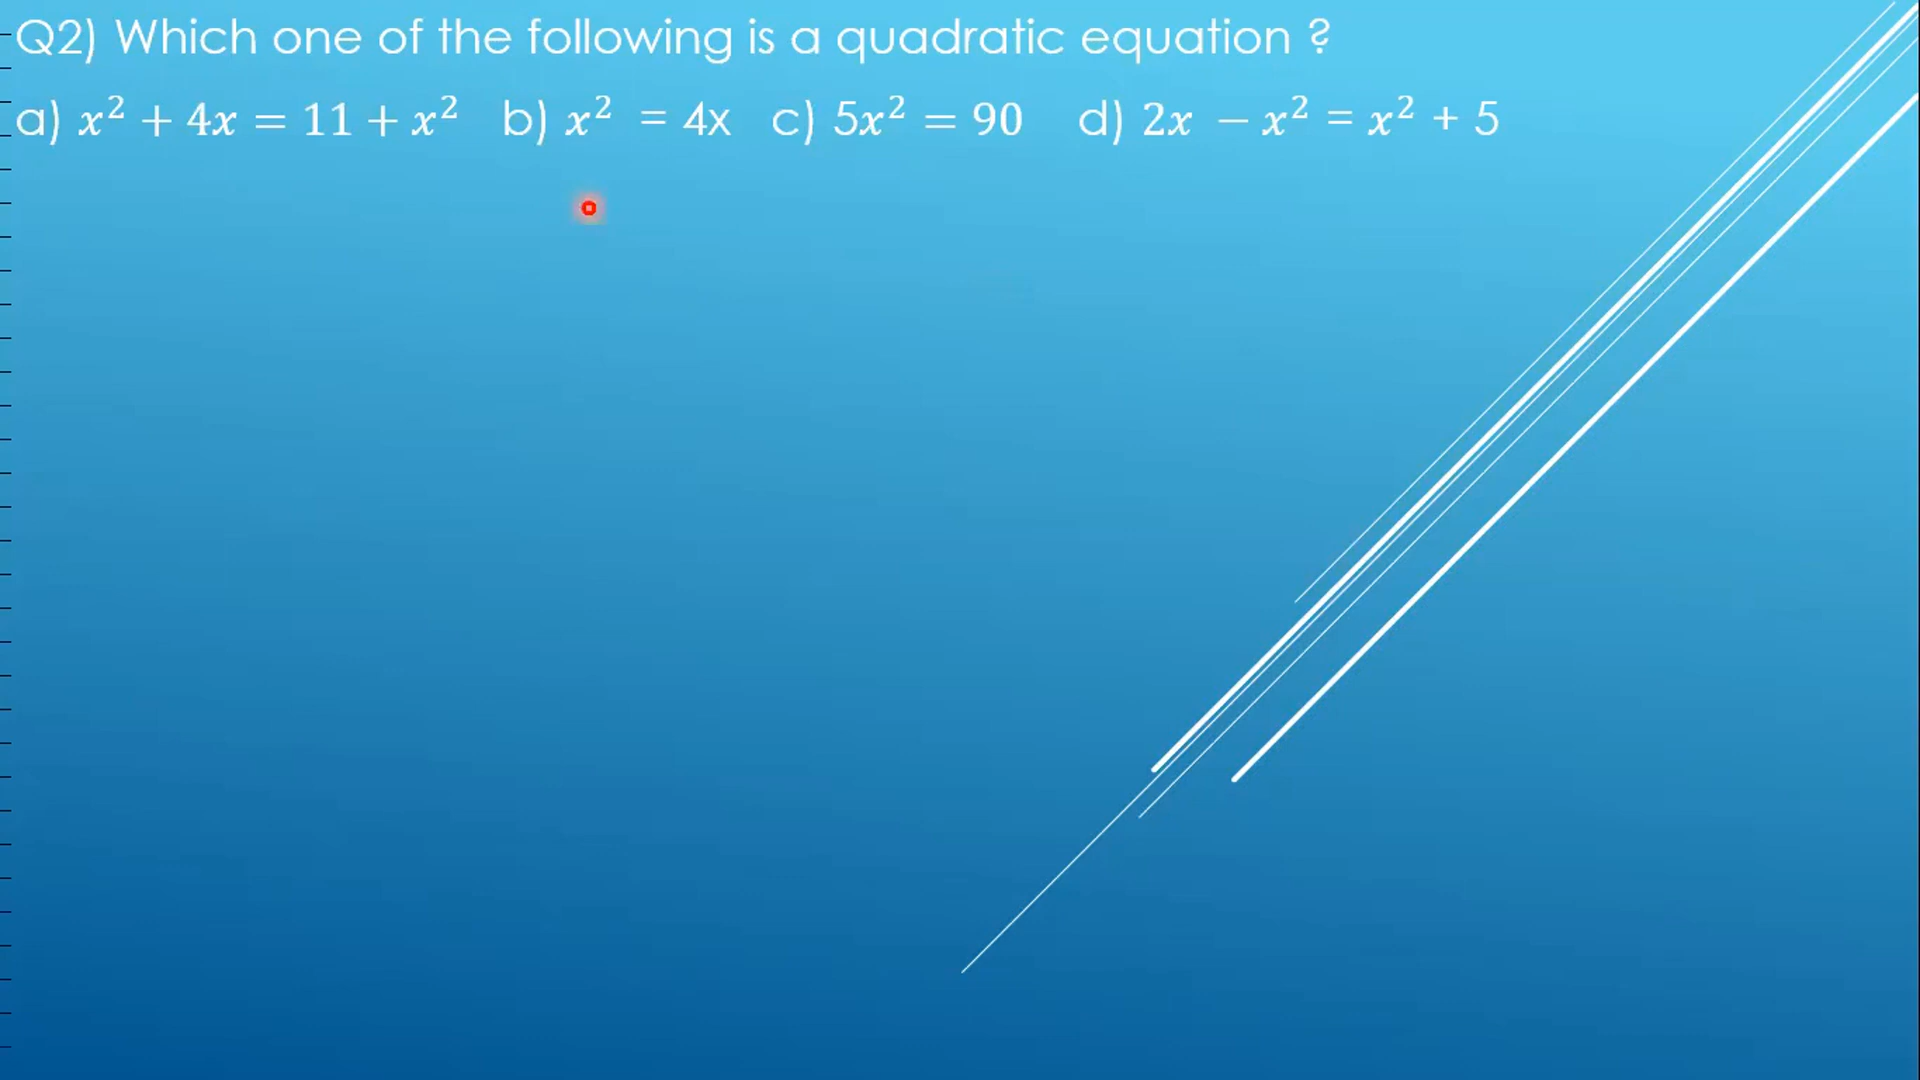 Q2) Which one of the following is a quadratic equation ?
a) x² + 4x = 11 + x² b) x² = 4x c) 5x² = 90 d) 2x − x² = x² + 5